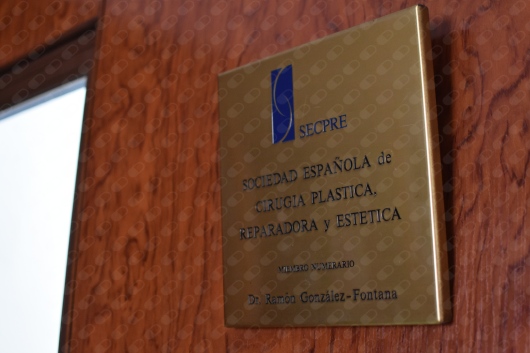 SECPRE
SOCIEDAD ESPAÑOLA de
CIRUGIA PLASTICA,
REPARADORA y ESTETICA
MIEMBRO NUMERARIO
Dr. Ramón González-Fontana